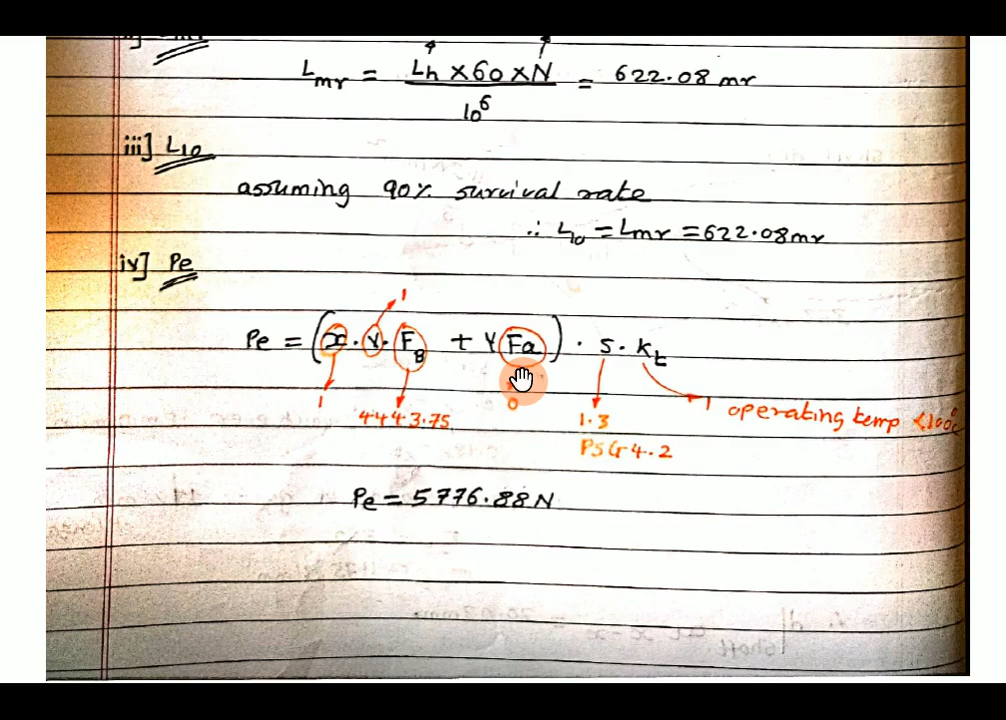 Lmr = Lh x 60 x N / 10^6 = 622.08 mr
iii] L10
assuming 90% survival rate
∴ L10 = Lmr = 622.08mr
iv] Pe
1
Pe = (x . v . FB + Y Fa) . s . kt
1 4443.75 0 1.3 1 operating temp <100°c
PSG 4.2
Pe = 5776.88 N